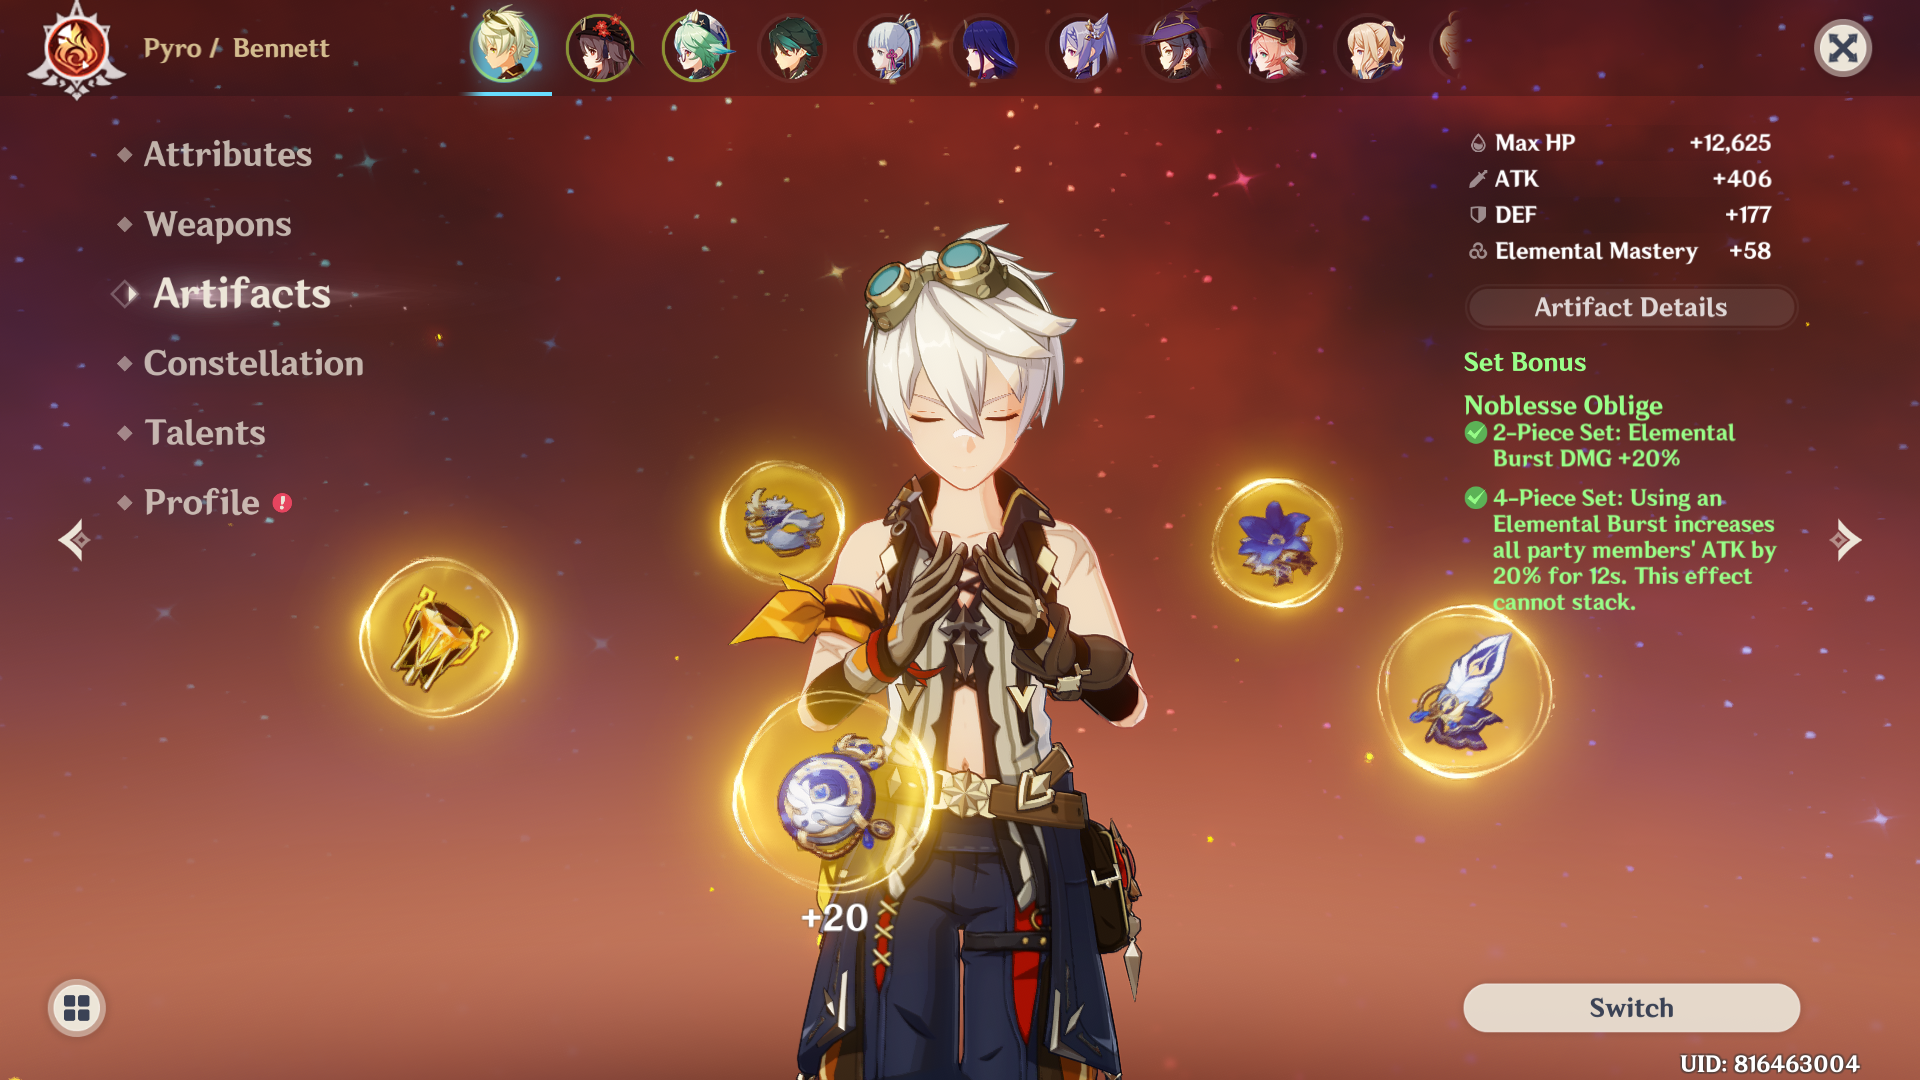 Pyro / Bennett
Attributes
Weapons
Artifacts
Constellation
Talents
Profile
Max HP +12,625
ATK +406
DEF +177
Elemental Mastery +58
Artifact Details
Set Bonus
Noblesse Oblige
2-Piece Set: Elemental
Burst DMG +20%
4-Piece Set: Using an
Elemental Burst increases
all party members' ATK by
20% for 12s. This effect
cannot stack.
+20
Switch
UID: 816463004